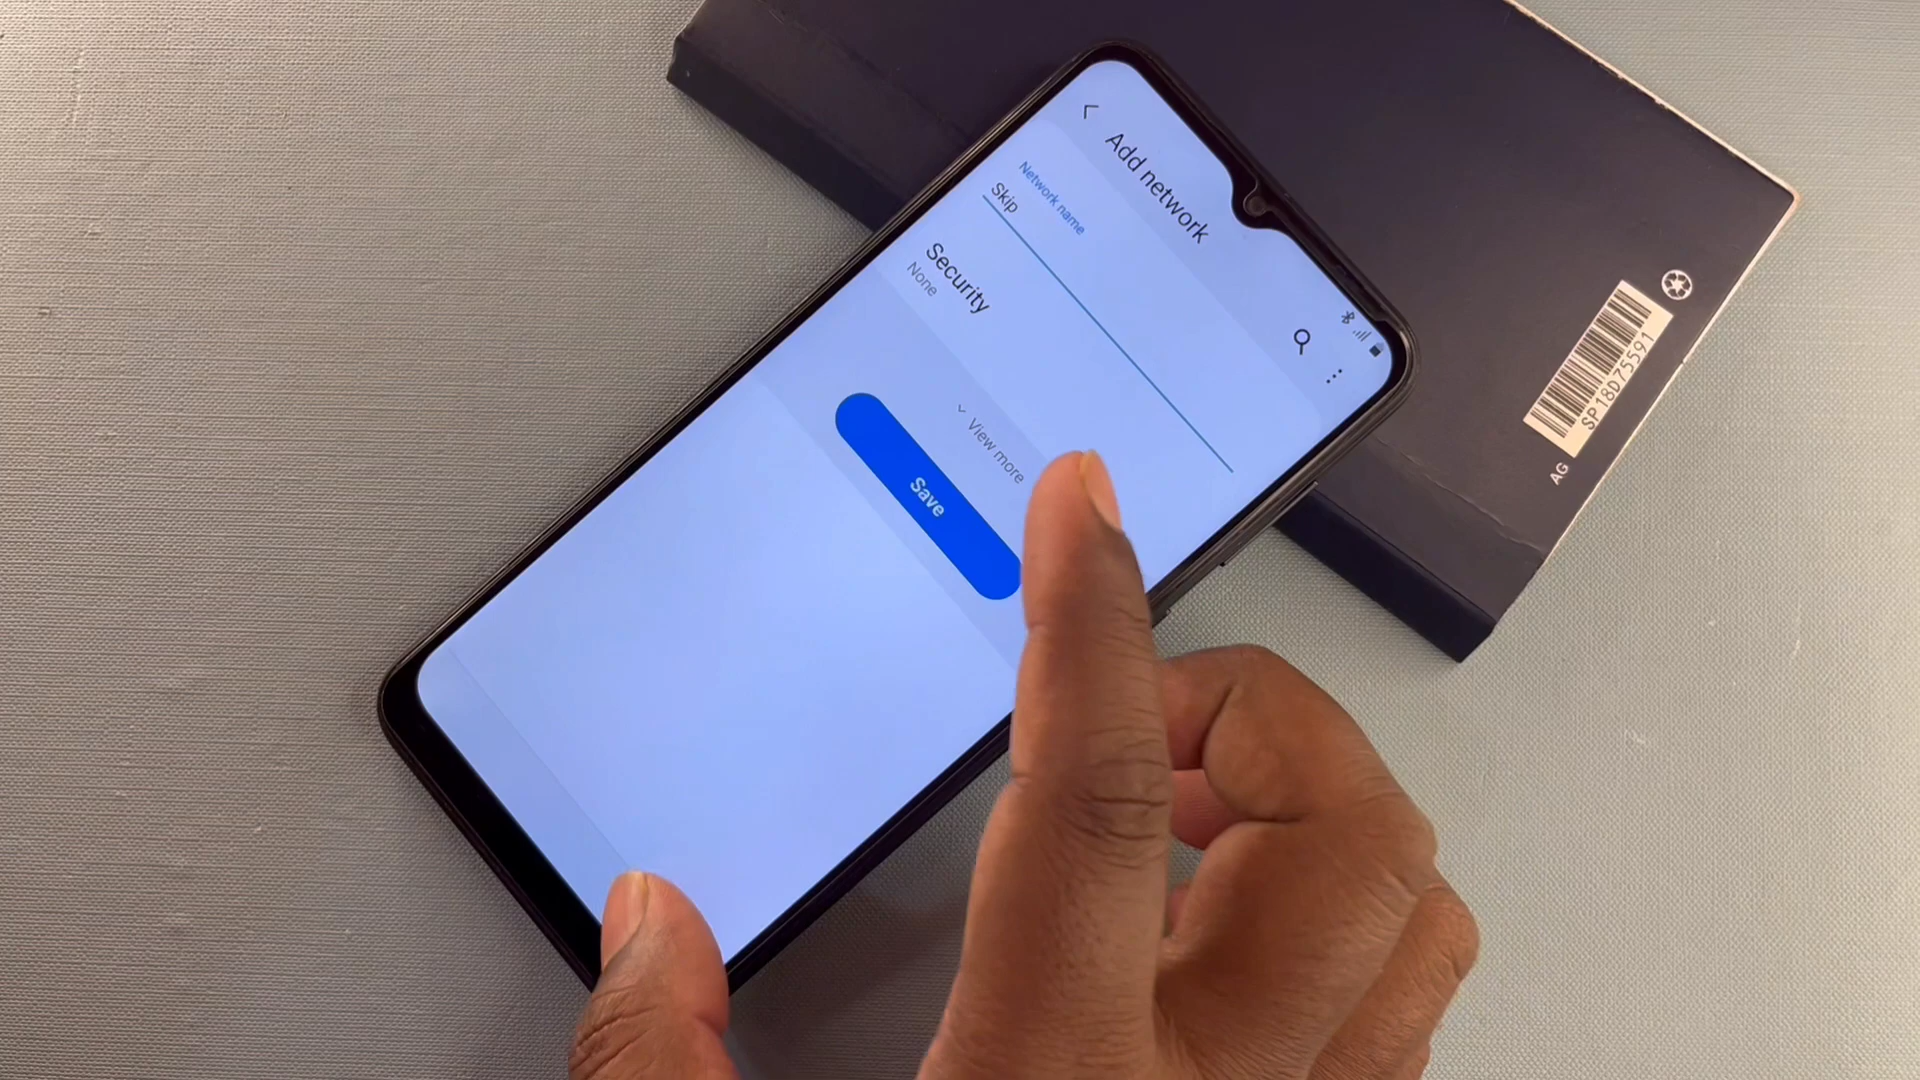 Add network
Network name
Skip
Security
None
View more
Save
SP18D75591
AG